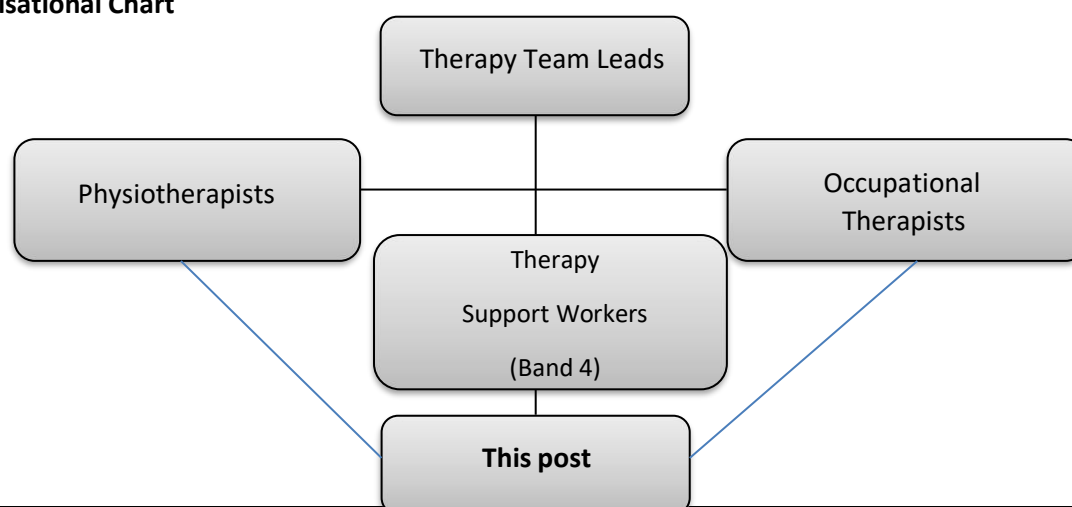 isational Chart
Therapy Team Leads
Physiotherapists
Occupational
Therapists
Therapy
Support Workers
(Band 4)
This post